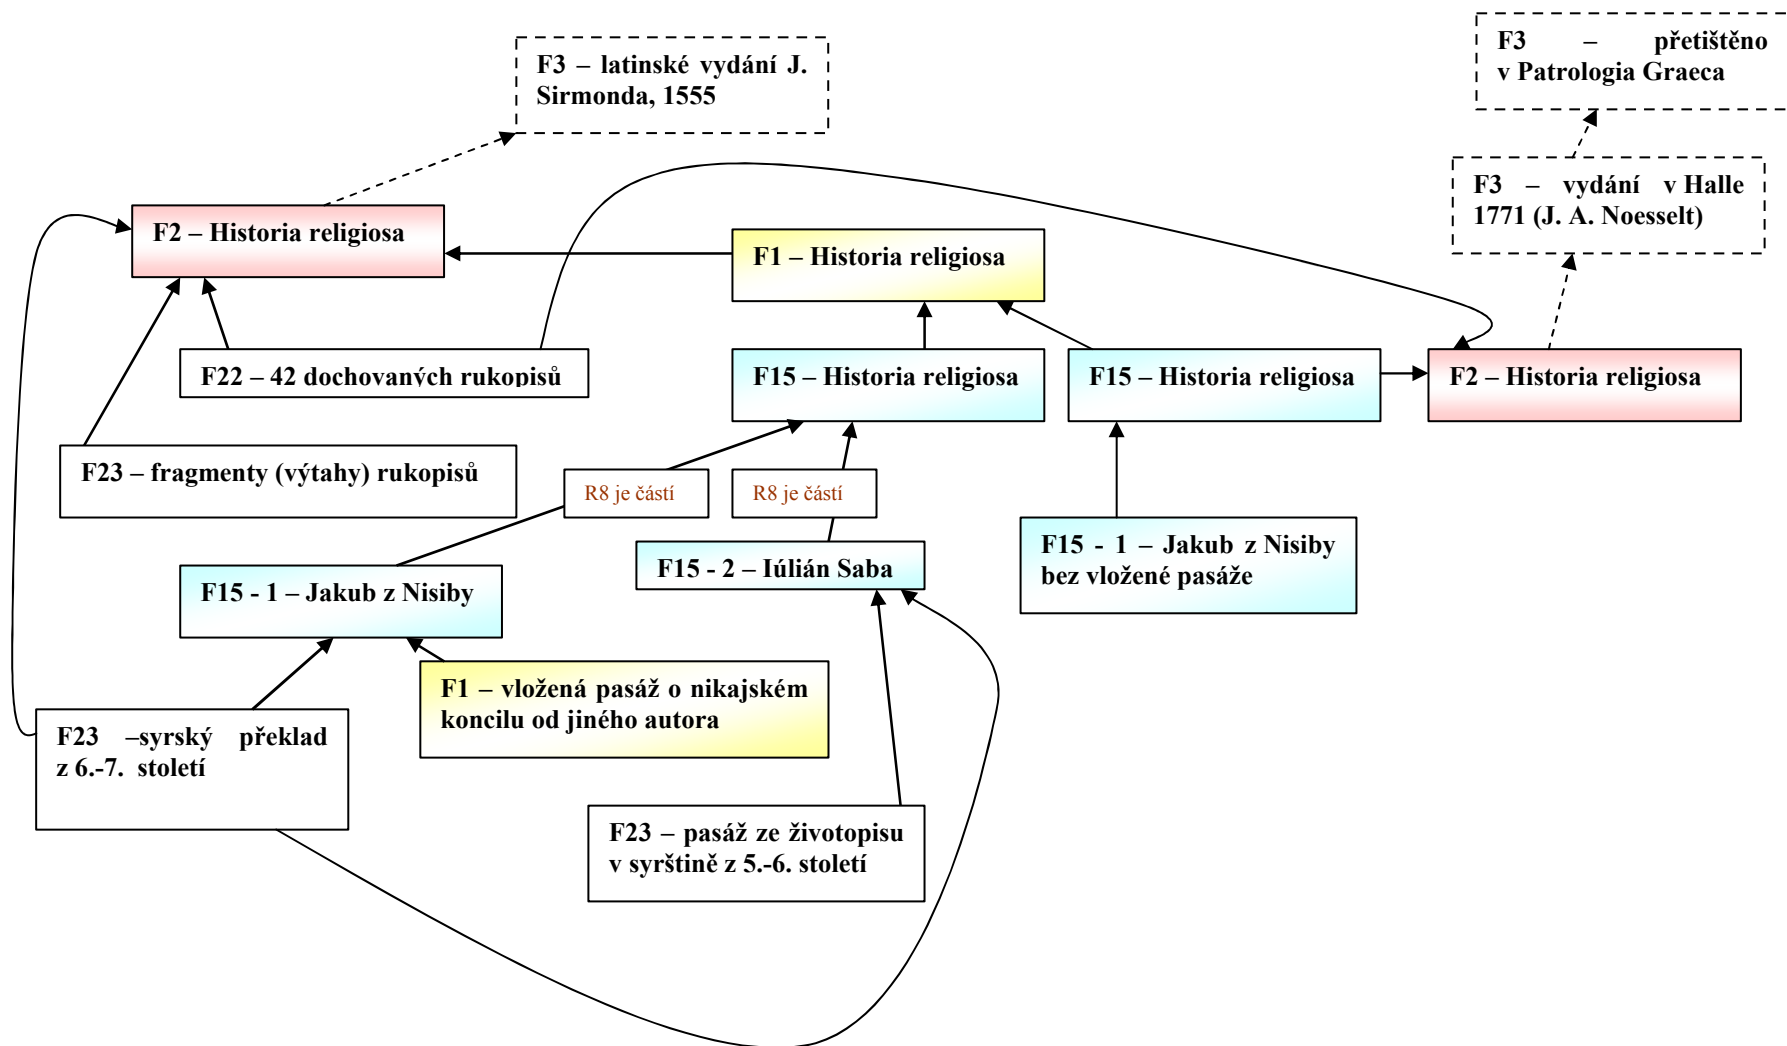 F3 – latinské vydání J.
Sirmonda, 1555
F3 – přetištěno
v Patrologia Graeca
F3 – vydání v Halle
1771 (J. A. Noesselt)
F2 – Historia religiosa
F1 – Historia religiosa
F22 – 42 dochovaných rukopisů
F15 – Historia religiosa
F15 – Historia religiosa
F2 – Historia religiosa
F23 – fragmenty (výtahy) rukopisů
R8 je částí
R8 je částí
F15 - 1 – Jakub z Nisiby
bez vložené pasáže
F15 - 2 – Iúlián Saba
F15 - 1 – Jakub z Nisiby
F1 – vložená pasáž o nikajském
koncilu od jiného autora
F23 –syrský překlad
z 6.-7. století
F23 – pasáž ze životopisu
v syrštině z 5.-6. století